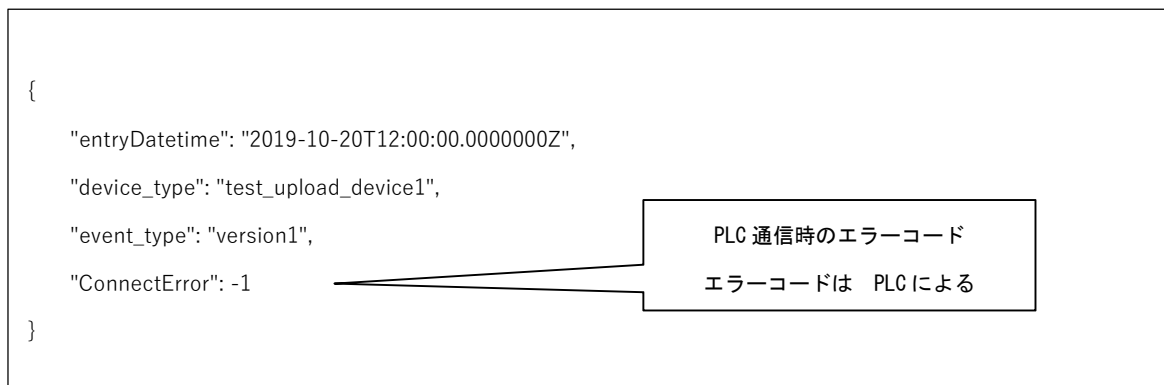 {
"entryDatetime": "2019-10-20T12:00:00.0000000Z",
"device_type": "test_upload_device1",
"event_type": "version1",
"ConnectError": -1
}
PLC 通信時のエラーコード
エラーコードは　PLC による